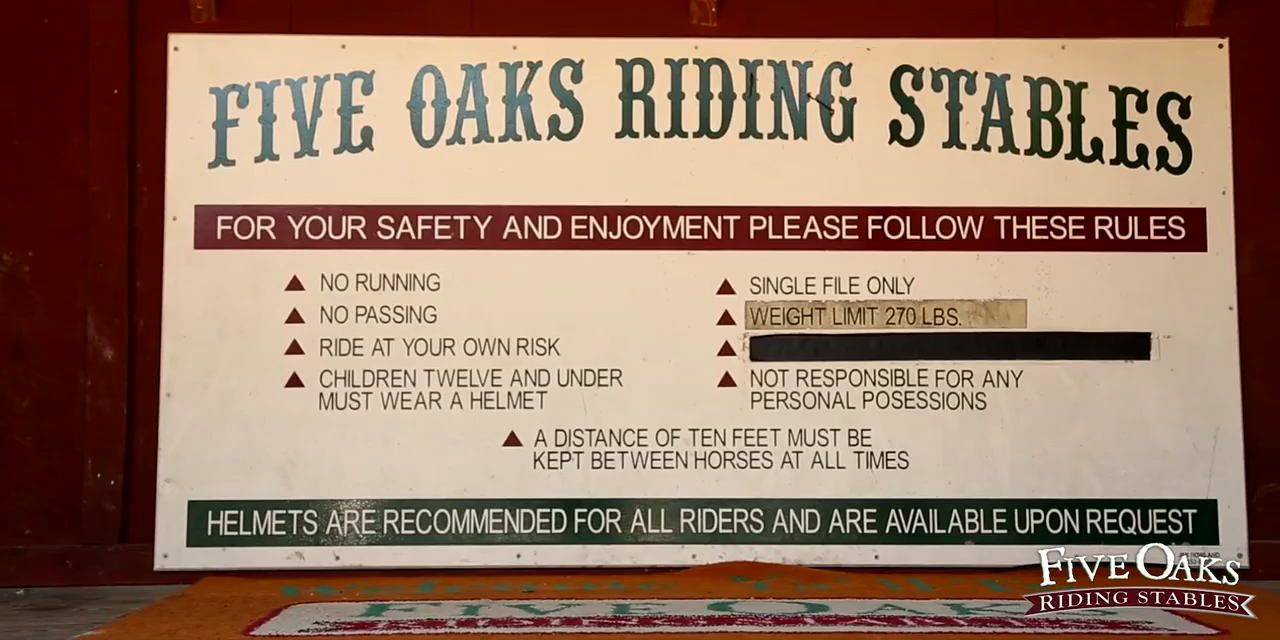 FIVE OAKS RIDING STABLES
FOR YOUR SAFETY AND ENJOYMENT PLEASE FOLLOW THESE RULES
NO RUNNING
NO PASSING
RIDE AT YOUR OWN RISK
CHILDREN TWELVE AND UNDER
MUST WEAR A HELMET
SINGLE FILE ONLY
WEIGHT LIMIT 270 LBS.
NOT RESPONSIBLE FOR ANY
PERSONAL POSESSIONS
A DISTANCE OF TEN FEET MUST BE
KEPT BETWEEN HORSES AT ALL TIMES
HELMETS ARE RECOMMENDED FOR ALL RIDERS AND ARE AVAILABLE UPON REQUEST
FIVE OAK
FIVE OAKS
RIDING STABLES